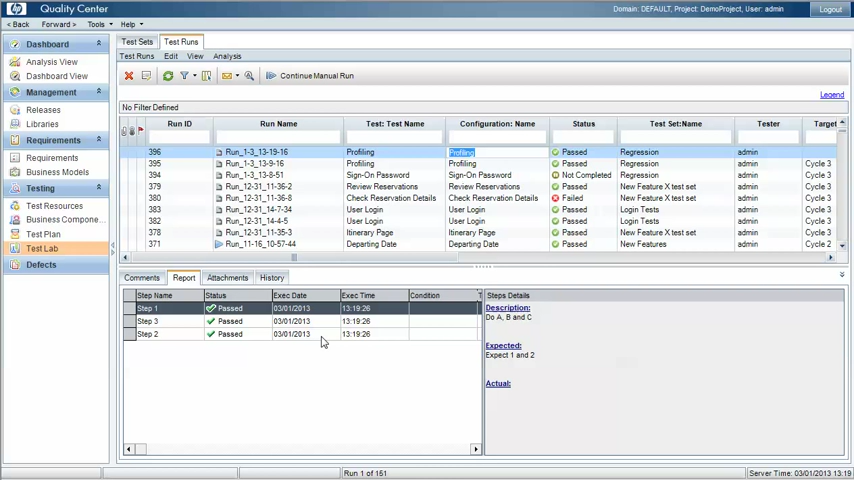 Quality Center
Domain: DEFAULT, Project: DemoProject, User: admin
Logout
< Back Forward > Tools Help
Dashboard
Analysis View
Dashboard View
Management
Releases
Libraries
Requirements
Requirements
Business Models
Testing
Test Resources
Business Compone...
Test Plan
Test Lab
Defects
Test Sets Test Runs
Test Runs Edit View Analysis
Continue Manual Run
Legend
No Filter Defined
Run ID Run Name Test: Test Name Configuration: Name Status Test Set:Name Tester Target
396 Run_1-3_13-19-16 Profiling Profiling Passed Regression admin
395 Run_1-3_13-9-16 Profiling Profiling Passed Regression admin Cycle 3
394 Run_1-3_13-8-51 Sign-On Password Sign-On Password Not Completed Regression admin Cycle 3
379 Run_12-31_11-36-2 Review Reservations Review Reservations Passed New Feature X test set admin Cycle 3
380 Run_12-31_11-36-8 Check Reservation Details Check Reservation Details Failed New Feature X test set admin Cycle 3
383 Run_12-31_14-7-34 User Login User Login Passed Login Tests admin Cycle 3
382 Run_12-31_14-4-5 User Login User Login Passed Login Tests admin Cycle 3
378 Run_12-31_11-35-3 Itinerary Page Itinerary Page Passed New Feature X test set admin Cycle 3
371 Run_11-16_10-57-44 Departing Date Departing Date Passed New Features admin Cycle 2
Comments Report Attachments History
Step Name Status Exec Date Exec Time Condition T
Step 1 Passed 03/01/2013 13:19:26
Step 3 Passed 03/01/2013 13:19:26
Step 2 Passed 03/01/2013 13:19:26
Steps Details
Description:
Do A, B and C
Expected:
Expect 1 and 2
Actual:
Run 1 of 161
Server Time: 03/01/2013 13:19